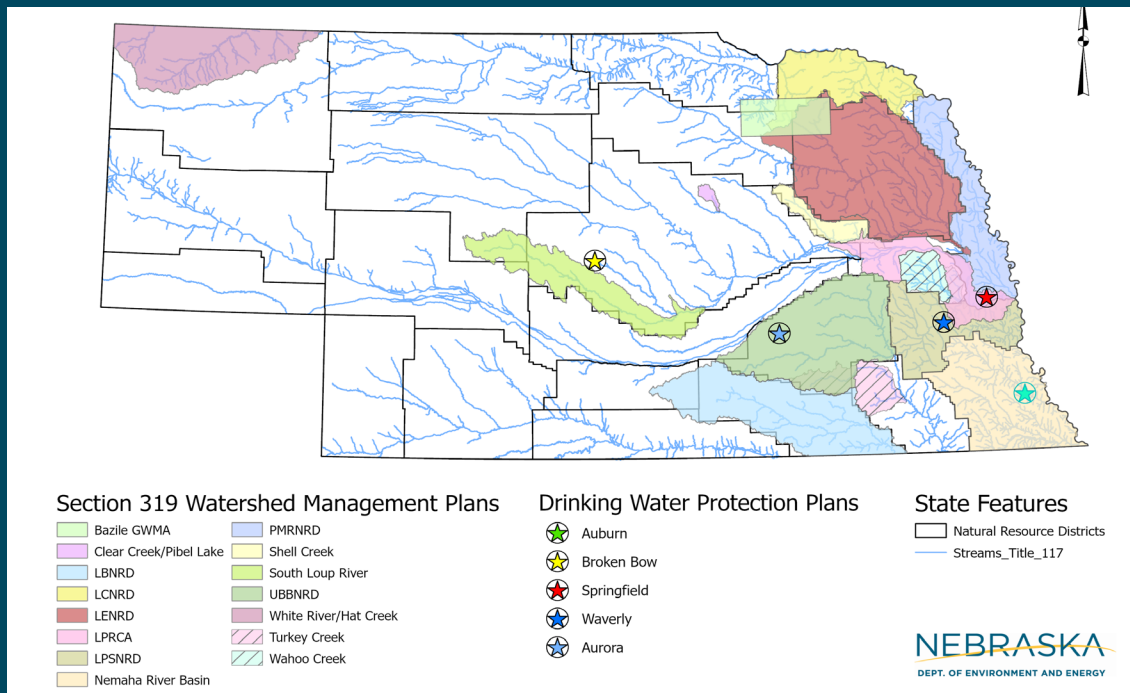 Section 319 Watershed Management Plans
Bazile GWMA
Clear Creek/Pibel Lake
LBNRD
LCNRD
LENRD
LPRCA
LPSNRD
Nemaha River Basin
PMRNRD
Shell Creek
South Loup River
UBBNRD
White River/Hat Creek
Turkey Creek
Wahoo Creek
Drinking Water Protection Plans
Auburn
Broken Bow
Springfield
Waverly
Aurora
State Features
Natural Resource Districts
Streams_Title_117
NEBRASKA
DEPT. OF ENVIRONMENT AND ENERGY